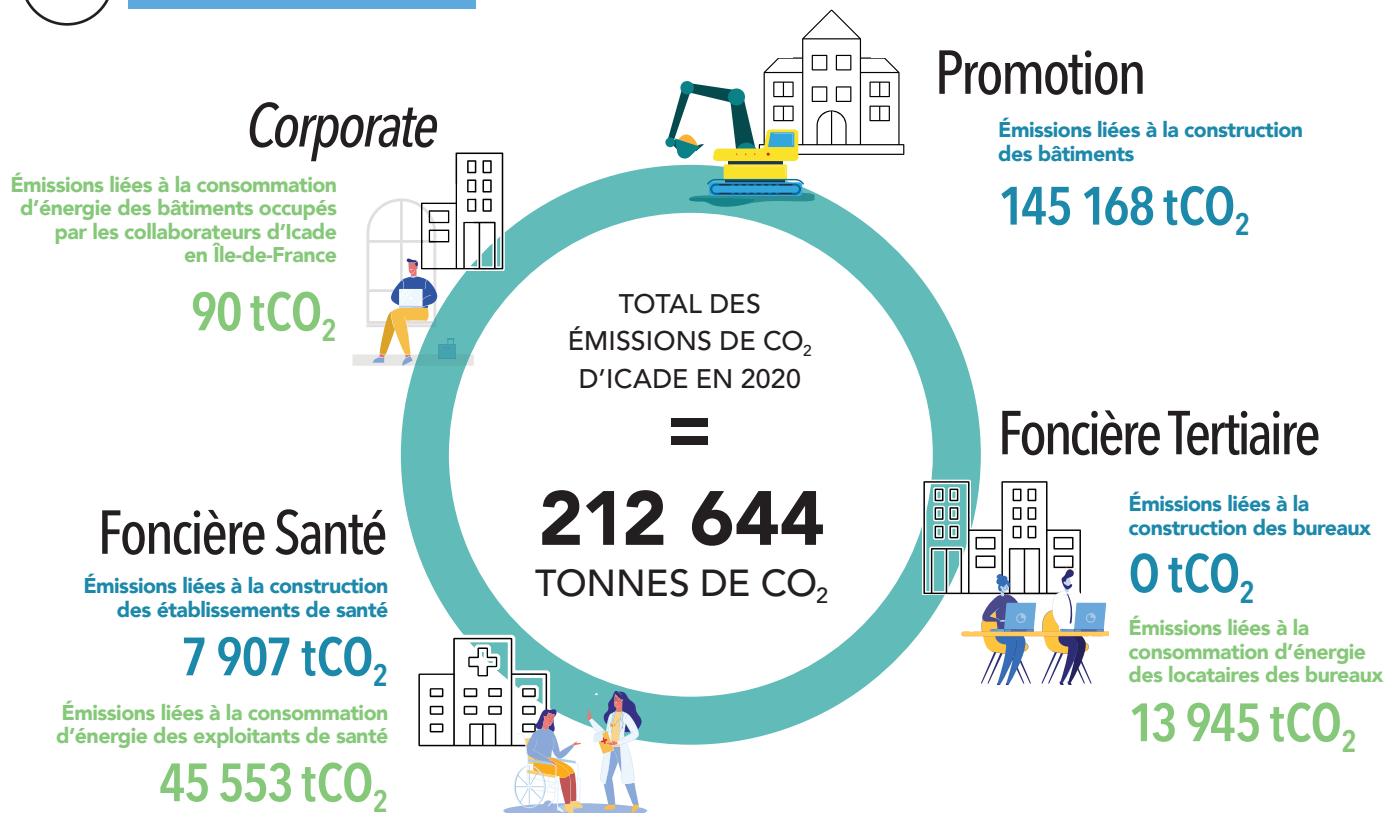 Promotion
Émissions liées à la construction
des bâtiments
145 168 tCO₂
Corporate
Émissions liées à la consommation
d'énergie des bâtiments occupés
par les collaborateurs d'Icade
en Île-de-France
90 tCO₂
TOTAL DES
ÉMISSIONS DE CO₂
D'ICADE EN 2020
=
212 644
TONNES DE CO₂
Foncière Tertiaire
Émissions liées à la
construction des bureaux
0 tCO₂
Émissions liées à la
consommation d'énergie
des locataires des bureaux
13 945 tCO₂
Foncière Santé
Émissions liées à la construction
des établissements de santé
7 907 tCO₂
Émissions liées à la consommation
d'énergie des exploitants de santé
45 553 tCO₂